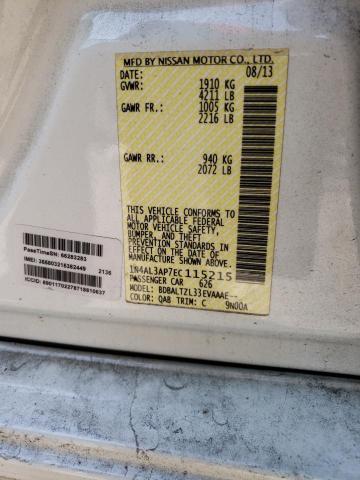 MFD BY NISSAN MOTOR CO., LTD.
DATE: 08/13
GVWR: 1910 KG
4211 LB
GAWR FR.: 1005 KG
2216 LB
GAWR RR.: 940 KG
2072 LB
THIS VEHICLE CONFORMS TO ALL
APPLICABLE FEDERAL
MOTOR VEHICLE SAFETY,
BUMPER, AND THEFT
PREVENTION STANDARDS
IN EFFECT ON THE DATE OF
MANUFACTURE SHOWN ABOVE.
1N4AL3AP7EC115215
PASSENGER CAR 626
MODEL: BDBALTZL33EVAAAE--
COLOR: QAB TRIM: C 9N00A
PassTimeSN: 66283283
IMEI: 356803216382449 2136
ICCID: 89011702278718810637